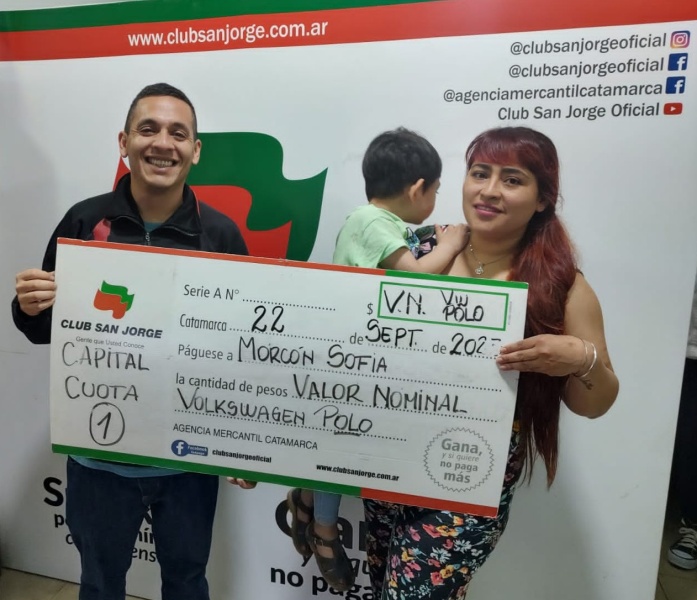 www.clubsanjorge.com.ar
@clubsanjorgeoficial
@clubsanjorgeoficial
@agenciamercantilcatamarca
Club San Jorge Oficial
Serie A N°
$ V.N. VW POLO
CLUB SAN JORGE
Gente que Usted Conoce
Catamarca 22 de SEPT. de 202
CAPITAL
CUOTA
1
Páguese a MORCÓN SOFIA
la cantidad de pesos VALOR NOMINAL
VOLKSWAGEN POLO
AGENCIA MERCANTIL CATAMARCA
clubsanjorgeoficial
www.clubsanjorge.com.ar
Gana,
y si quiere
no paga
más
no paga